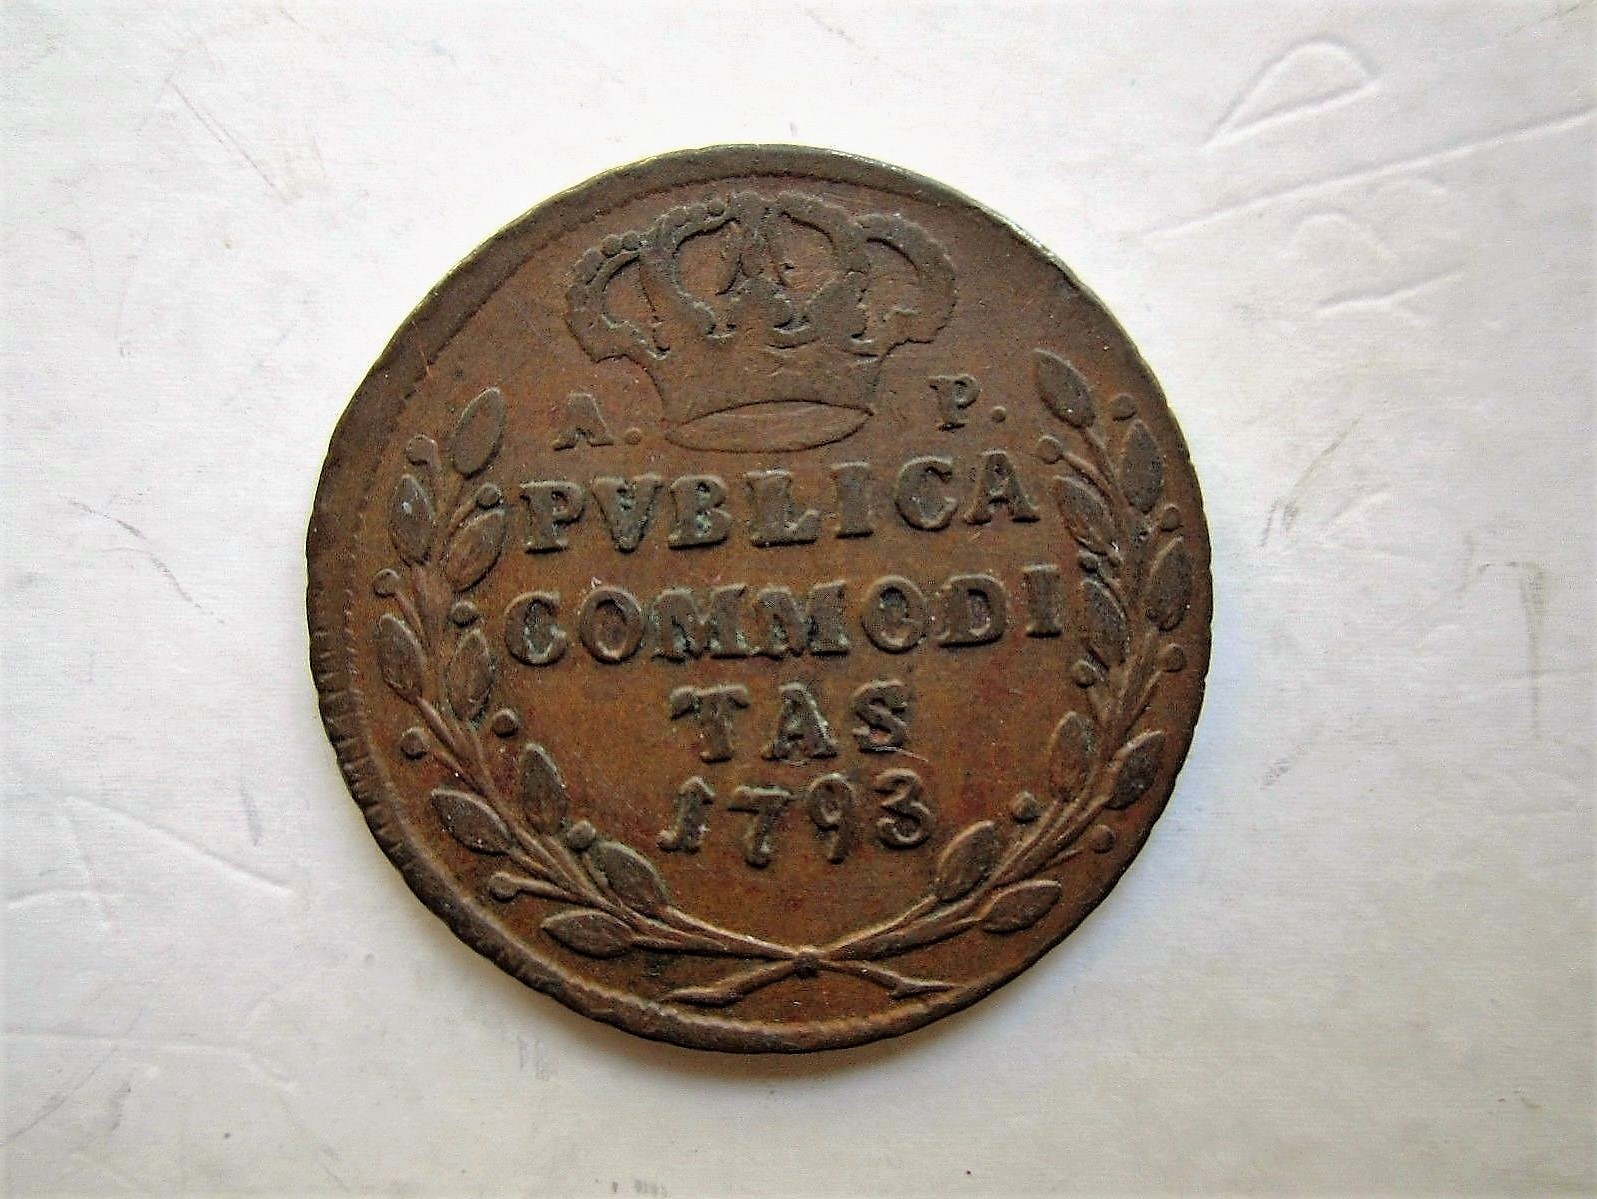 A. P.
PVBLICA
COMMODI
TAS
1793